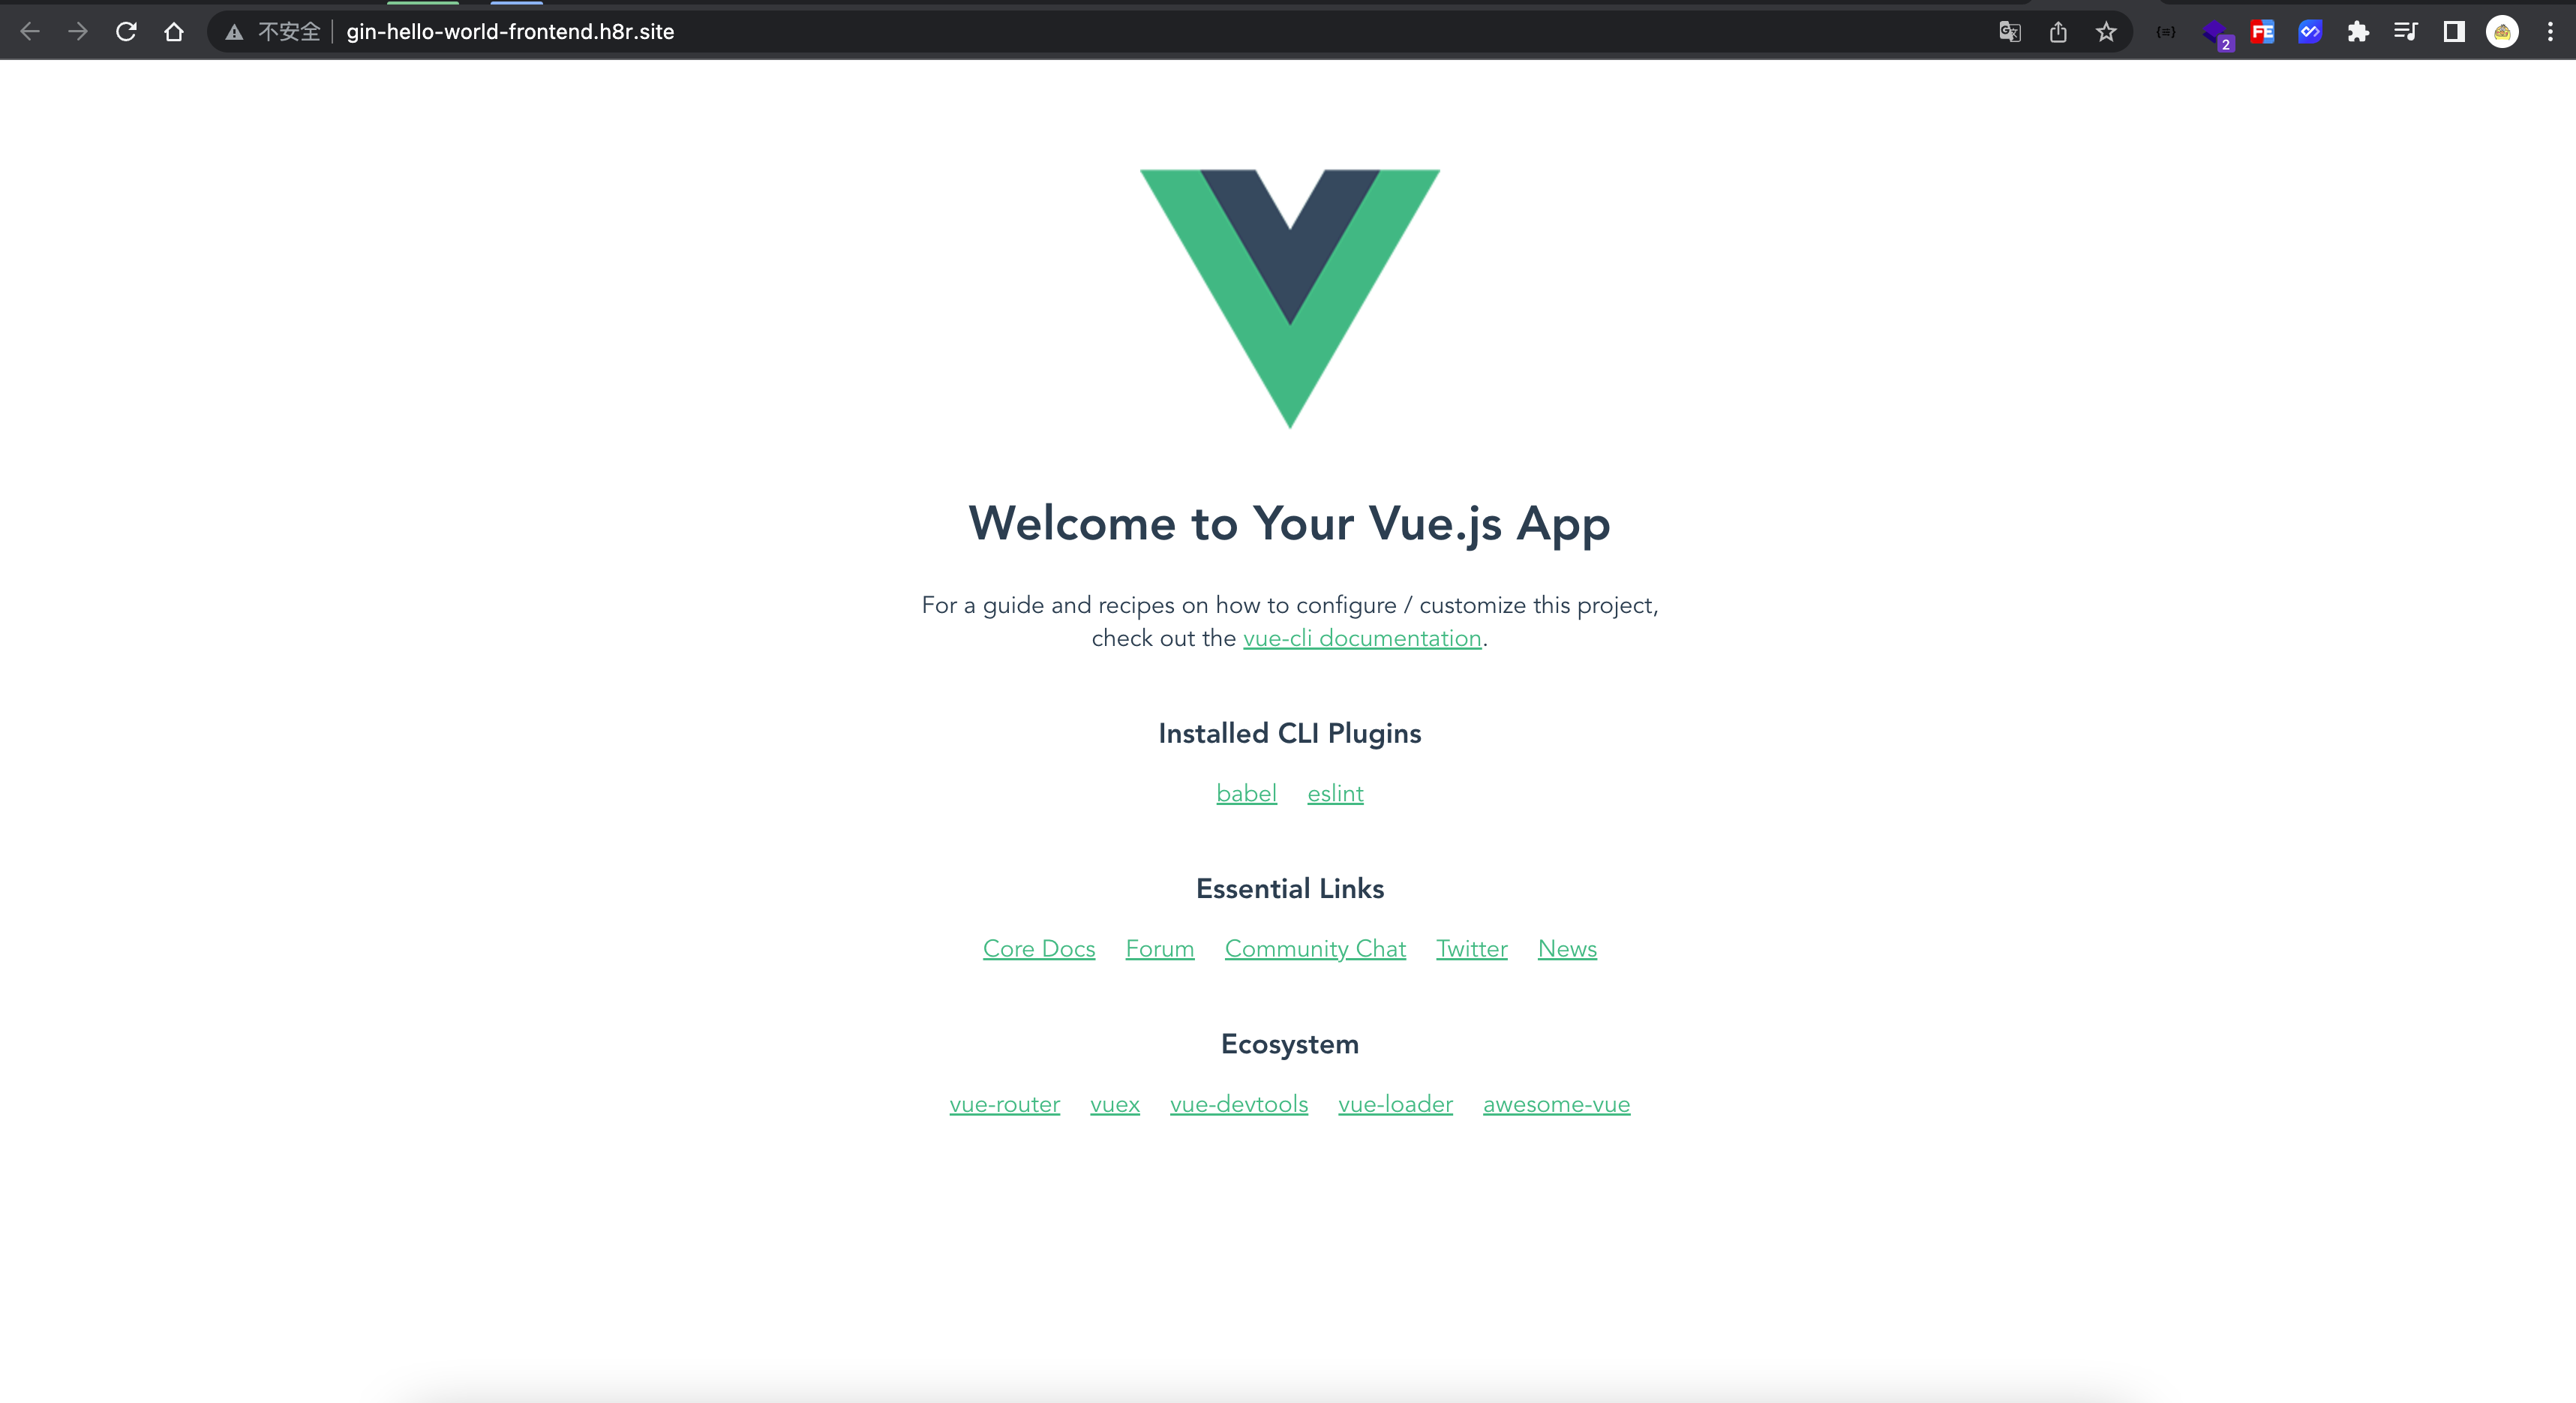 不安全 gin-hello-world-frontend.h8r.site
2
FE
Welcome to Your Vue.js App
For a guide and recipes on how to configure / customize this project,
check out the vue-cli documentation.
Installed CLI Plugins
babel eslint
Essential Links
Core Docs Forum Community Chat Twitter News
Ecosystem
vue-router vuex vue-devtools vue-loader awesome-vue